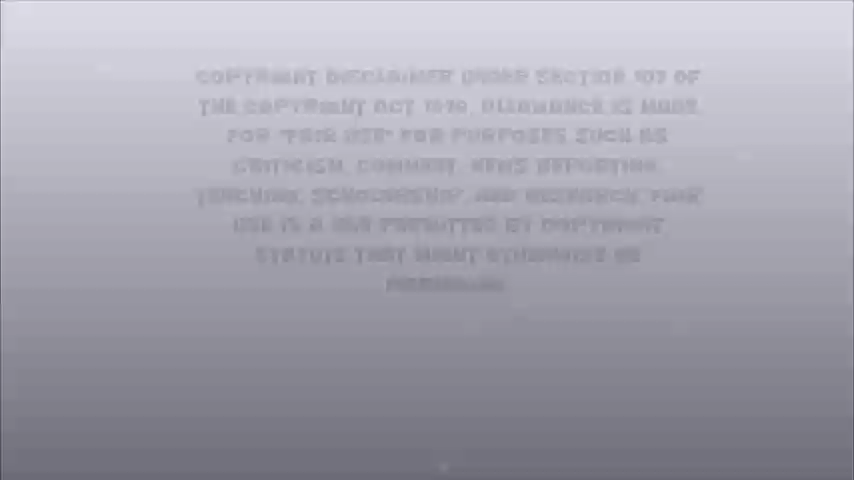 COPYRIGHT DISCLAIMER UNDER SECTION 107 OF
THE COPYRIGHT ACT 1976, ALLOWANCE IS MADE
FOR "FAIR USE" FOR PURPOSES SUCH AS
CRITICISM, COMMENT, NEWS REPORTING,
TEACHING, SCHOLARSHIP, AND RESEARCH. FAIR
USE IS A USE PERMITTED BY COPYRIGHT
STATUTE THAT MIGHT OTHERWISE BE
INFRINGING.